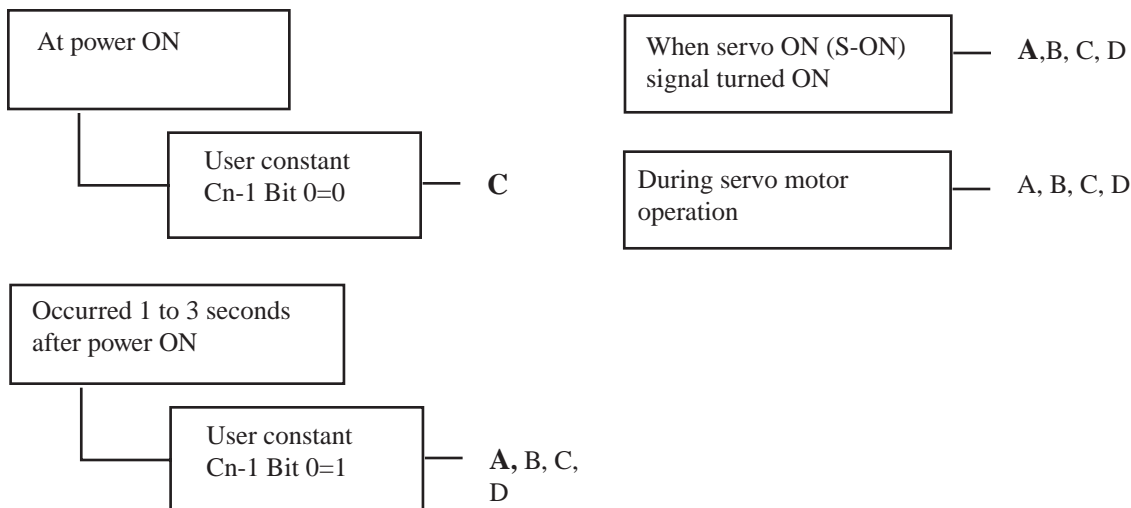 At power ON
User constant
Cn-1 Bit 0=0
C
Occurred 1 to 3 seconds
after power ON
User constant
Cn-1 Bit 0=1
A, B, C,
D
When servo ON (S-ON)
signal turned ON
A,B, C, D
During servo motor
operation
A, B, C, D